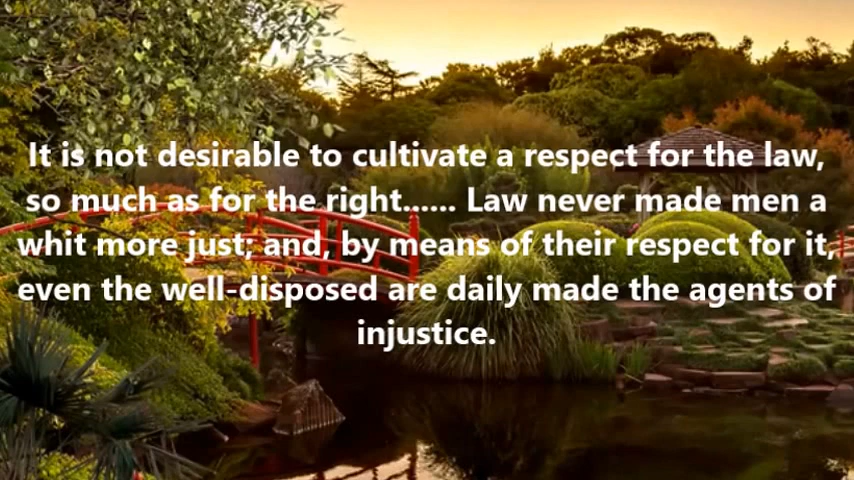 It is not desirable to cultivate a respect for the law,
so much as for the right...... Law never made men a
whit more just; and, by means of their respect for it,
even the well-disposed are daily made the agents of
injustice.